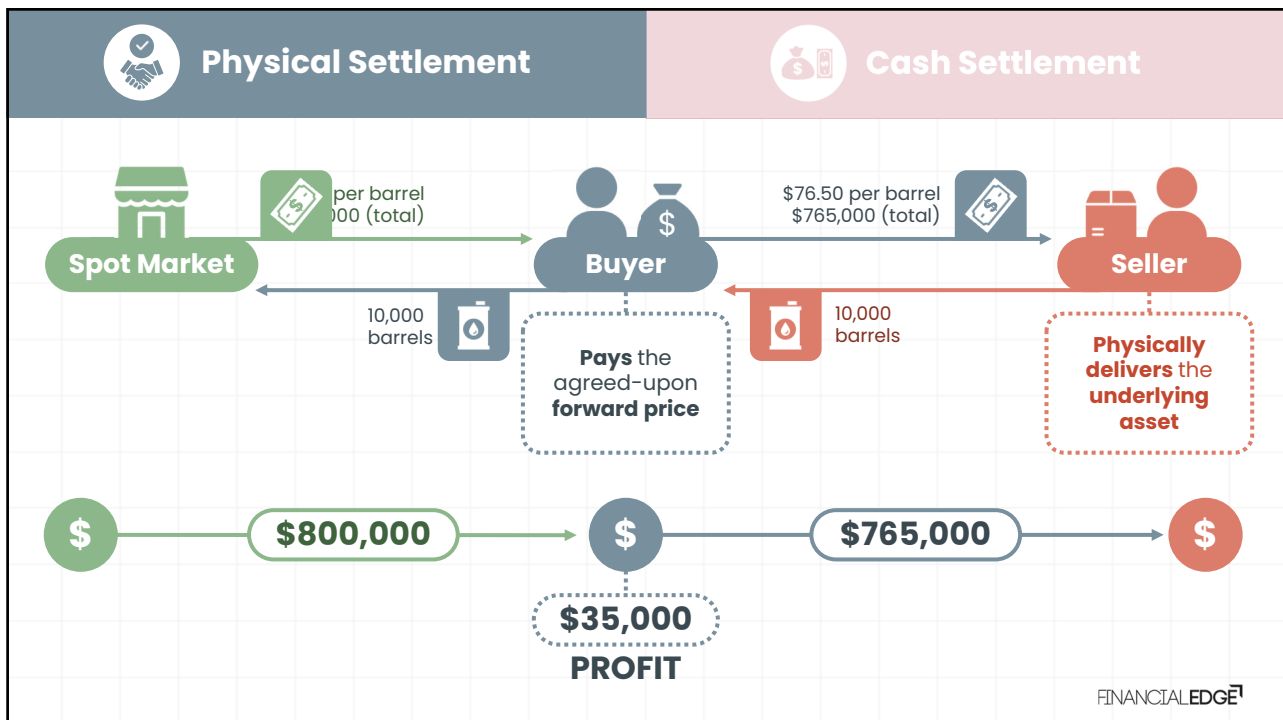 Physical Settlement
Cash Settlement
per barrel
000 (total)
$76.50 per barrel
$765,000 (total)
Spot Market
Buyer
Seller
10,000
barrels
10,000
barrels
Pays the
agreed-upon
forward price
Physically
delivers the
underlying
asset
$
$800,000
$
$765,000
$
$35,000
PROFIT
FINANCIALEDGE